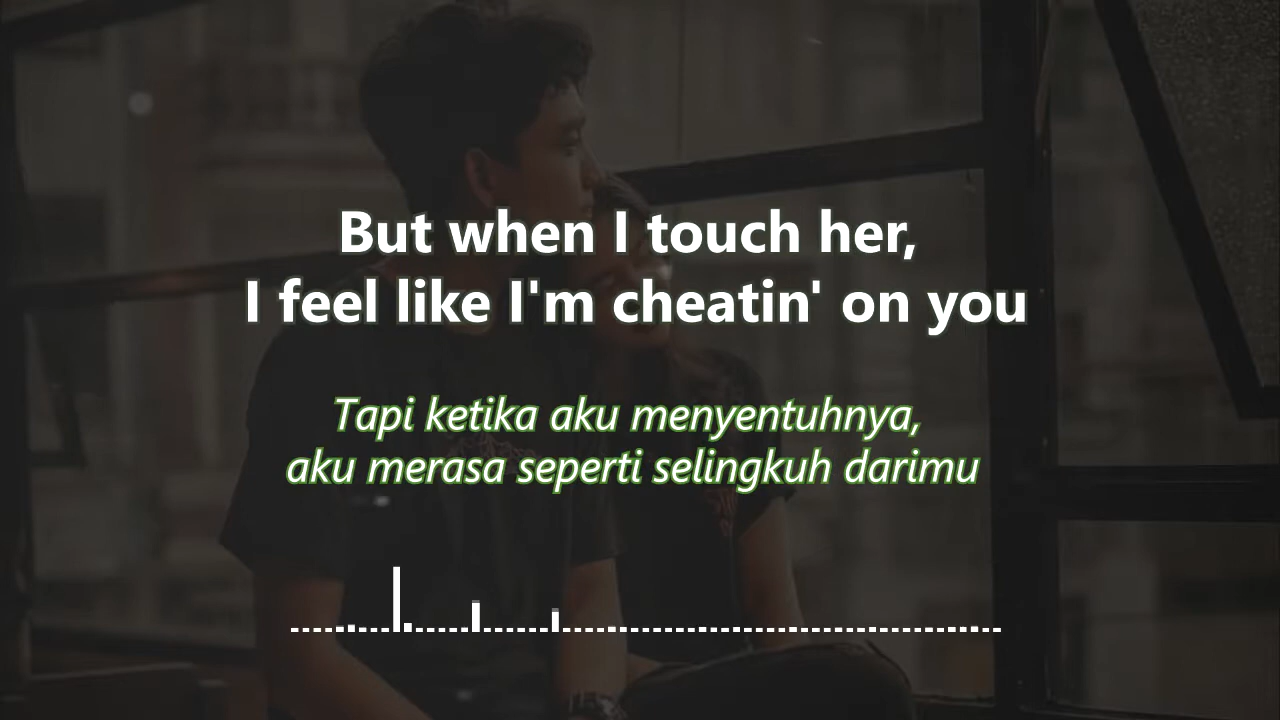 But when I touch her,
I feel like I'm cheatin' on you
Tapi ketika aku menyentuhnya,
aku merasa seperti selingkuh darimu